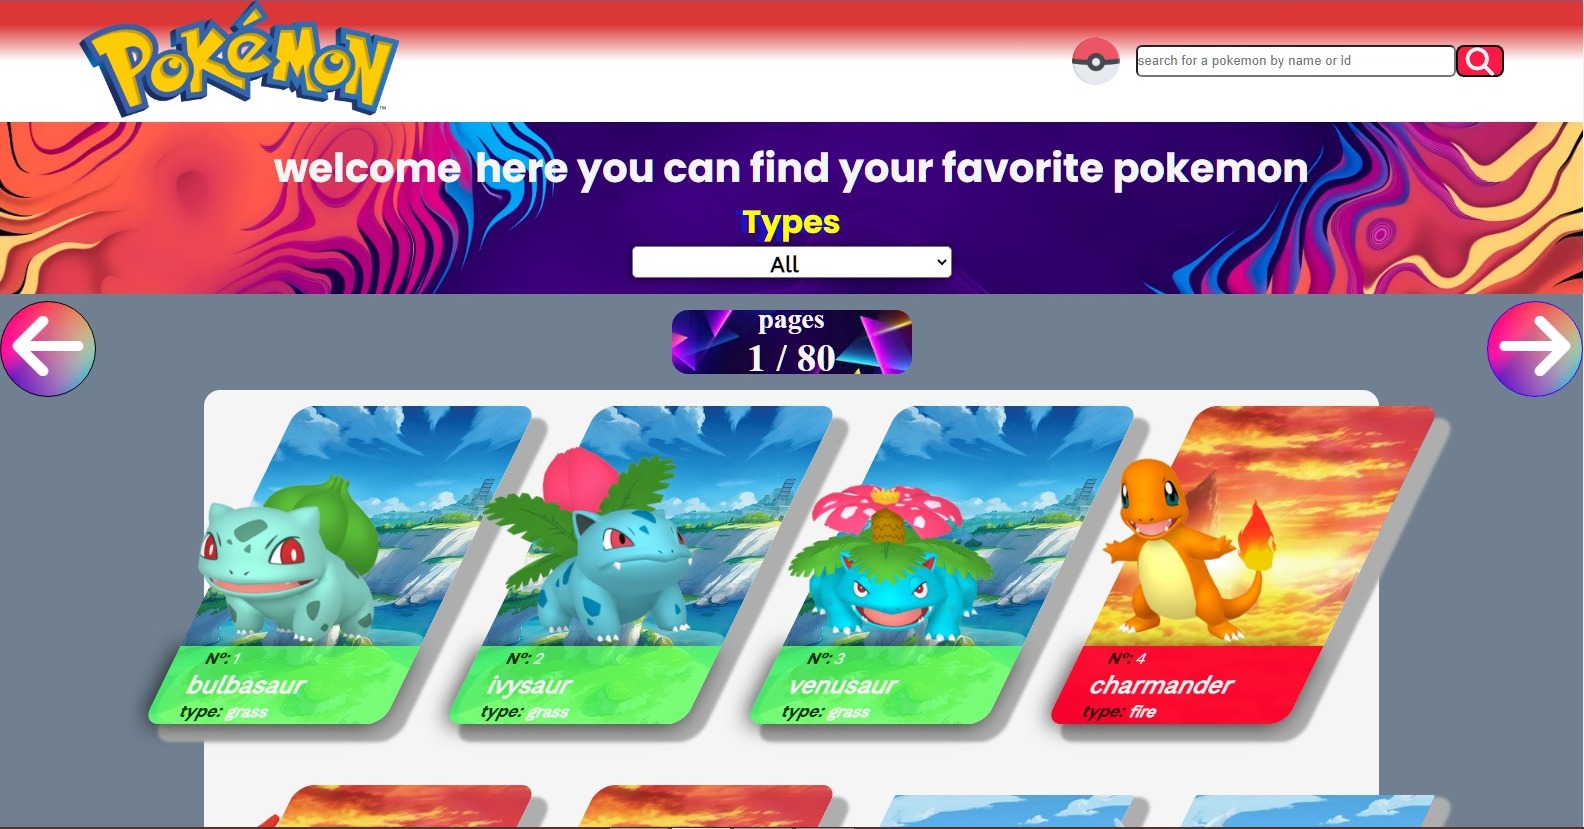 POKéMON
TM
search for a pokemon by name or id
welcome here you can find your favorite pokemon
Types
All
pages
1 / 80
Nº: 1
bulbasaur
type: grass
Nº: 2
ivysaur
type: grass
Nº: 3
venusaur
type: grass
Nº: 4
charmander
type: fire